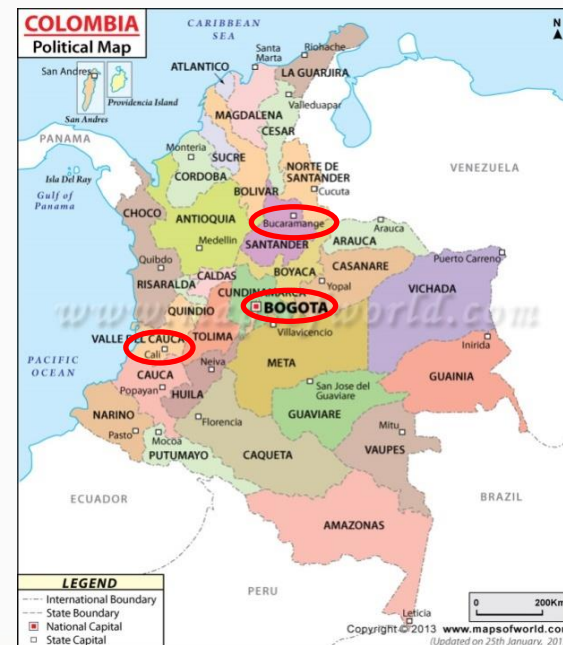 COLOMBIA
Political Map
CARIBBEAN
SEA
N
San Andres
Providencia Island
San Andres
Santa
Marta
Riohache
ATLANTICO
LA GUARJIRA
Valleduapar
MAGDALENA
CESAR
PANAMA
Monteria
SUCRE
NORTE DE
SANTANDER
VENEZUELA
Isla Del Ray
CORDOBA
BOLIVAR
Cucuta
Gulf of
Panama
CHOCO
ANTIOQUIA
Bucaramange
Arauca
Medellin
SANTANDER
ARAUCA
Puerto Carreno
Quibdo
BOYACA
CASANARE
RISARALDA
CALDAS
Yopal
VICHADA
CUNDINAMARCA
QUINDIO
BOGOTA
Villavicencio
VALLE DEL CAUCA
TOLIMA
Inirida
Cali
PACIFIC
OCEAN
Neiva
META
CAUCA
GUAINIA
Popayan
HUILA
San Jose del
Guaviare
NARINO
Florencia
GUAVIARE
Mitu
Pasto
Mocoa
VAUPES
PUTUMAYO
CAQUETA
ECUADOR
BRAZIL
AMAZONAS
PERU
LEGEND
International Boundary
State Boundary
National Capital
State Capital
0 200Km
Leticia
Copyright © 2013 www.mapsofworld.com
(Updated on 25th January, 201